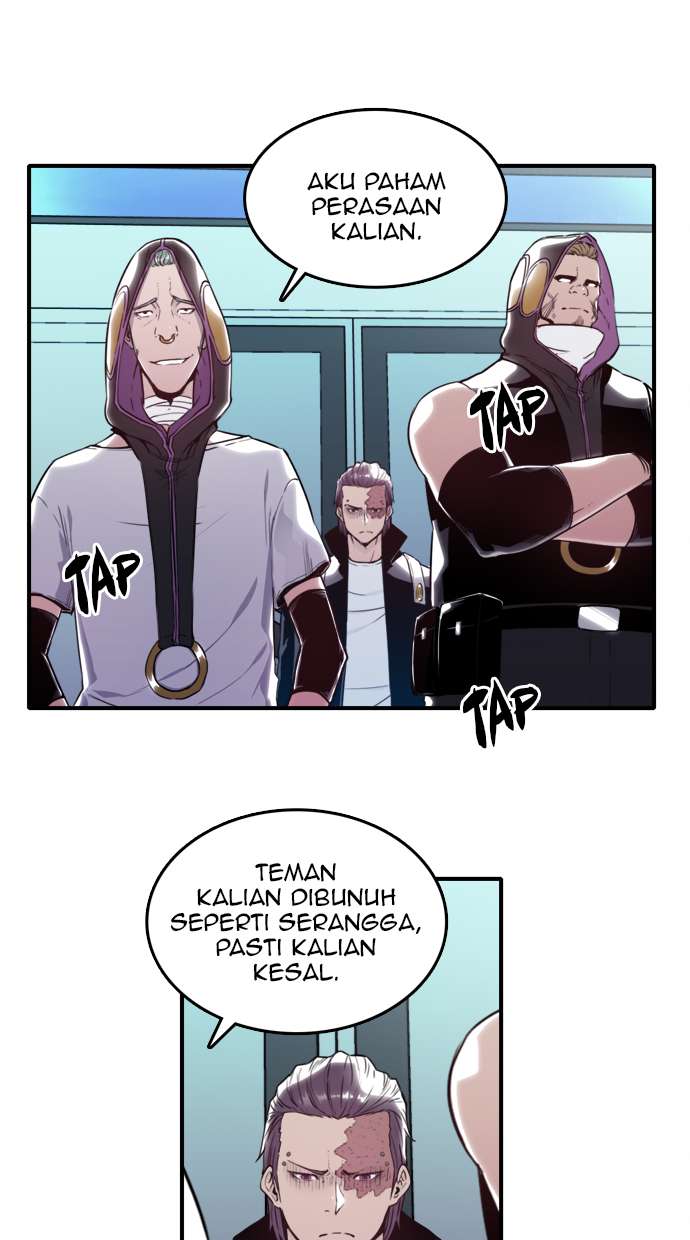 AKU PAHAM
PERASAAN
KALIAN.
TAP
TAP
TAP
TEMAN
KALIAN DIBUNUH
SEPERTI SERANGGA,
PASTI KALIAN
KESAL.